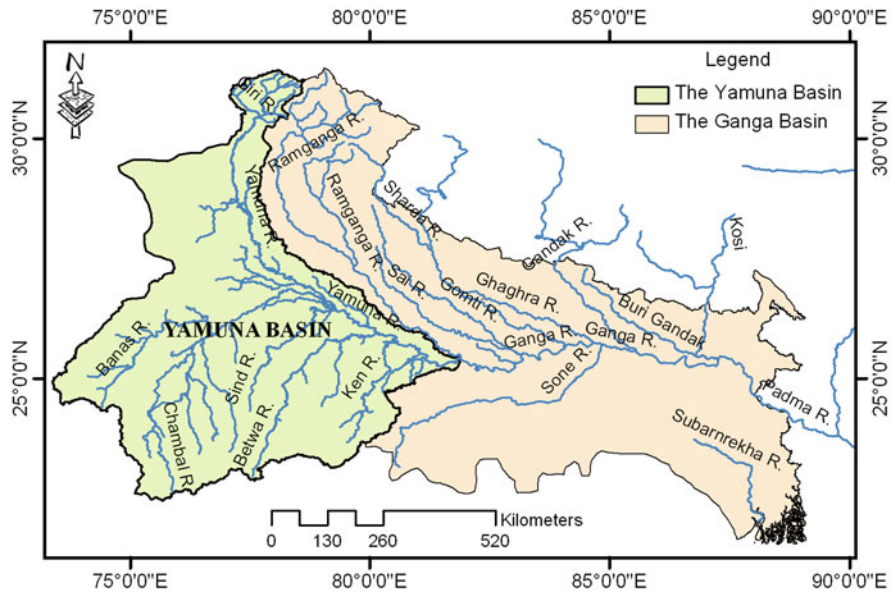 75°0'0"E 80°0'0"E 85°0'0"E 90°0'0"E
N
Legend
The Yamuna Basin
The Ganga Basin
30°0'0"N
30°0'0"N
25°0'0"N
25°0'0"N
Giri R.
Ramganga R.
Yamuna R.
Ramganga R.
Sharda R.
Gandak R.
Kosi
Sai R.
Gomti R.
Ghaghra R.
Buri Gandak
Yamuna R.
YAMUNA BASIN
Banas R.
Ganga R.
Ganga R.
Sind R.
Ken R.
Sone R.
Padma R.
Chambal R.
Betwa R.
Subarnrekha R.
Kilometers
0 130 260 520
75°0'0"E 80°0'0"E 85°0'0"E 90°0'0"E